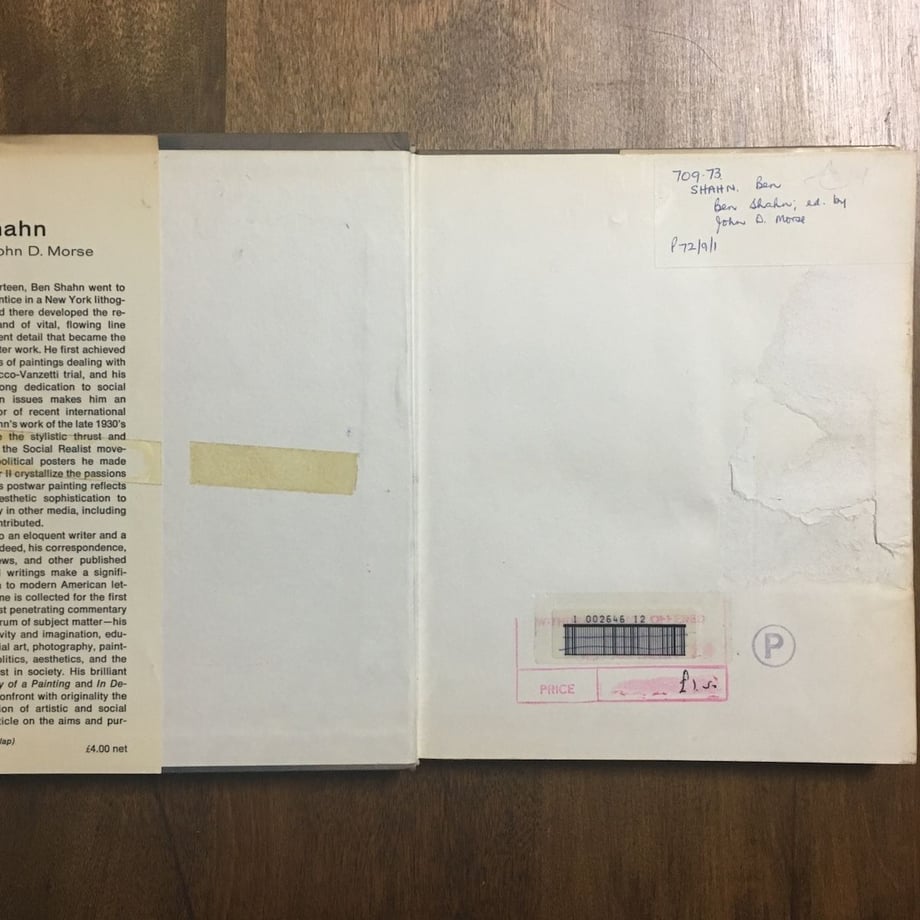 hahn
ohn D. Morse
rteen, Ben Shahn went to
ntice in a New York lithog-
d there developed the re-
and of vital, flowing line
ent detail that became the
ter work. He first achieved
s of paintings dealing with
cco-Vanzetti trial, and his
ong dedication to social
n issues makes him an
or of recent international
hn's work of the late 1930's
e the stylistic thrust and
the Social Realist move-
political posters he made
r II crystallize the passions
s postwar painting reflects
esthetic sophistication to
y in other media, including
ntributed.
o an eloquent writer and a
deed, his correspondence,
ews, and other published
writings make a signifi-
n to modern American let-
me is collected for the first
st penetrating commentary
rum of subject matter—his
vity and imagination, edu-
ial art, photography, paint-
olitics, aesthetics, and the
st in society. His brilliant
y of a Painting and In De-
onfront with originality the
ion of artistic and social
ticle on the aims and pur-
lap)
£4.00 net
709.73
SHAHN. Ben
Ben Shahn; ed. by
John D. Morse
P72/9/1
1 002646 12 OFFERED
P
PRICE